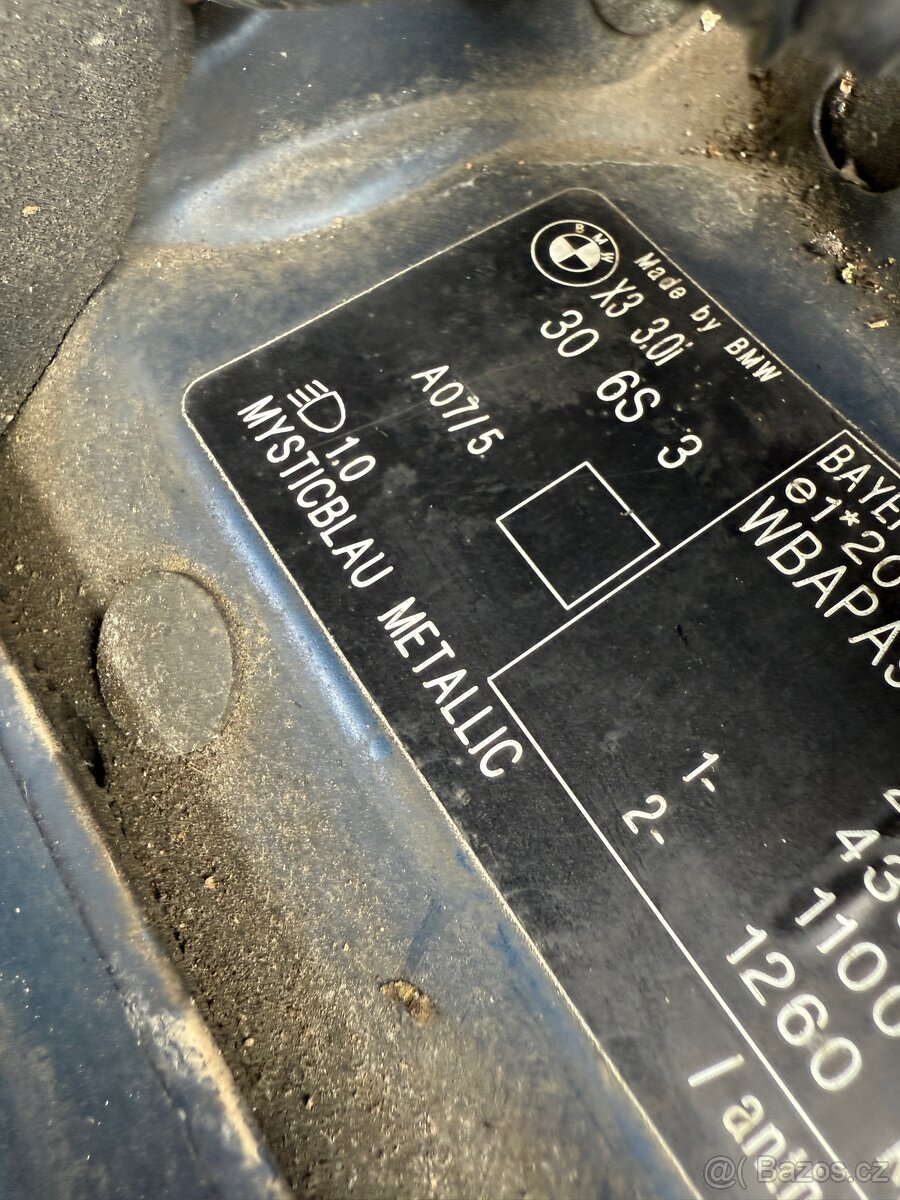 BMW
Made by BMW
X3 3.0i
30 6S 3
A07/5
1.0
MYSTICBLAU METALLIC
BAYE
e1*20
WBAPA
1-
2-
43
1100
1260
@( Bazos.cz